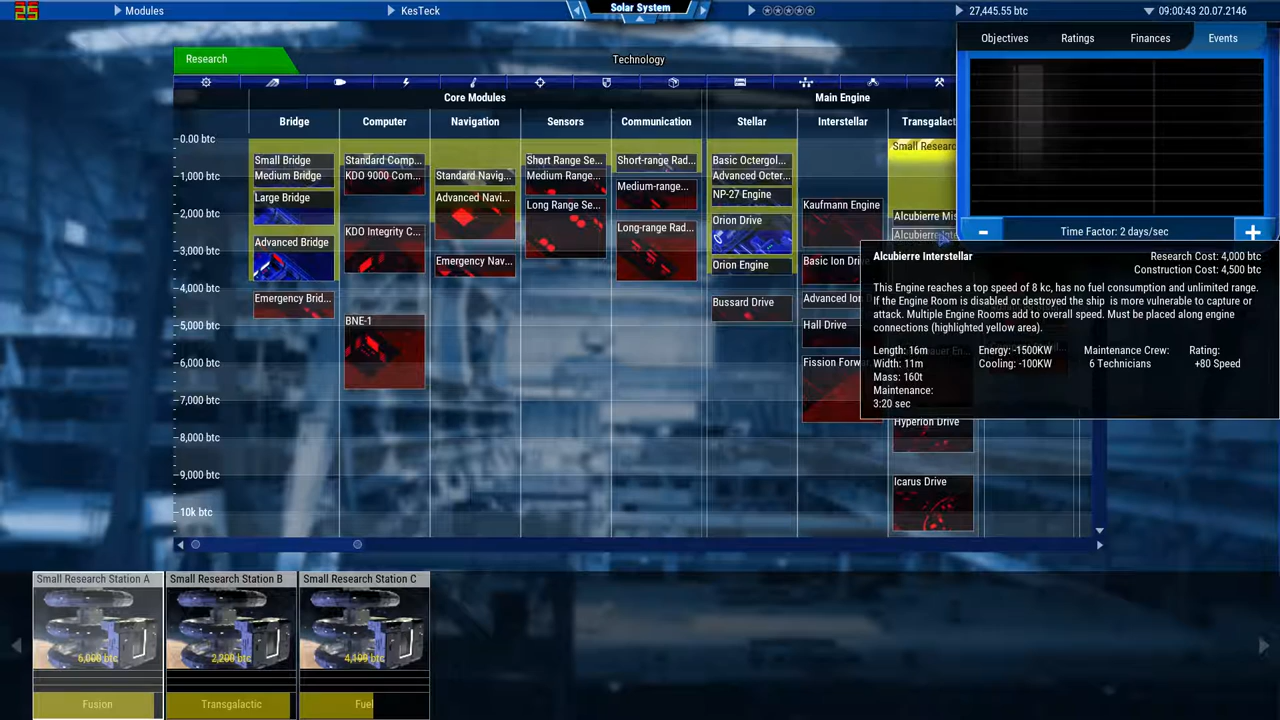 Modules
KesTeck
Solar System
27,445.55 btc
09:00:43 20.07.2146
Objectives
Ratings
Finances
Events
Research
Technology
Core Modules
Main Engine
Bridge
Computer
Navigation
Sensors
Communication
Stellar
Interstellar
Transgalact
0.00 btc
1,000 btc
2,000 btc
3,000 btc
4,000 btc
5,000 btc
6,000 btc
7,000 btc
8,000 btc
9,000 btc
10k btc
Small Bridge
Medium Bridge
Large Bridge
Advanced Bridge
Emergency Brid...
Standard Comp...
KDO 9000 Com...
KDO Integrity C...
BNE-1
Standard Navig...
Advanced Navi...
Emergency Nav...
Short Range Se...
Medium Range...
Long Range Se...
Short-range Rad...
Medium-range...
Long-range Rad...
Basic Octergol...
Advanced Octer...
NP-27 Engine
Orion Drive
Orion Engine
Bussard Drive
Kaufmann Engine
Basic Ion Driv
Advanced Ion
Hall Drive
Fission Forw
Small Researc
Alcubierre Mi
Alcubierre Inte
Hyperion Drive
Icarus Drive
- Time Factor: 2 days/sec +
Alcubierre Interstellar
Research Cost: 4,000 btc
Construction Cost: 4,500 btc
This Engine reaches a top speed of 8 kc, has no fuel consumption and unlimited range.
If the Engine Room is disabled or destroyed the ship is more vulnerable to capture or
attack. Multiple Engine Rooms add to overall speed. Must be placed along engine
connections (highlighted yellow area).
Length: 16m
Width: 11m
Mass: 160t
Maintenance:
3:20 sec
Energy: -1500KW
Cooling: -100KW
Maintenance Crew:
6 Technicians
Rating:
+80 Speed
Small Research Station A
6,000 btc
Fusion
Small Research Station B
2,200 btc
Transgalactic
Small Research Station C
4,199 btc
Fuel